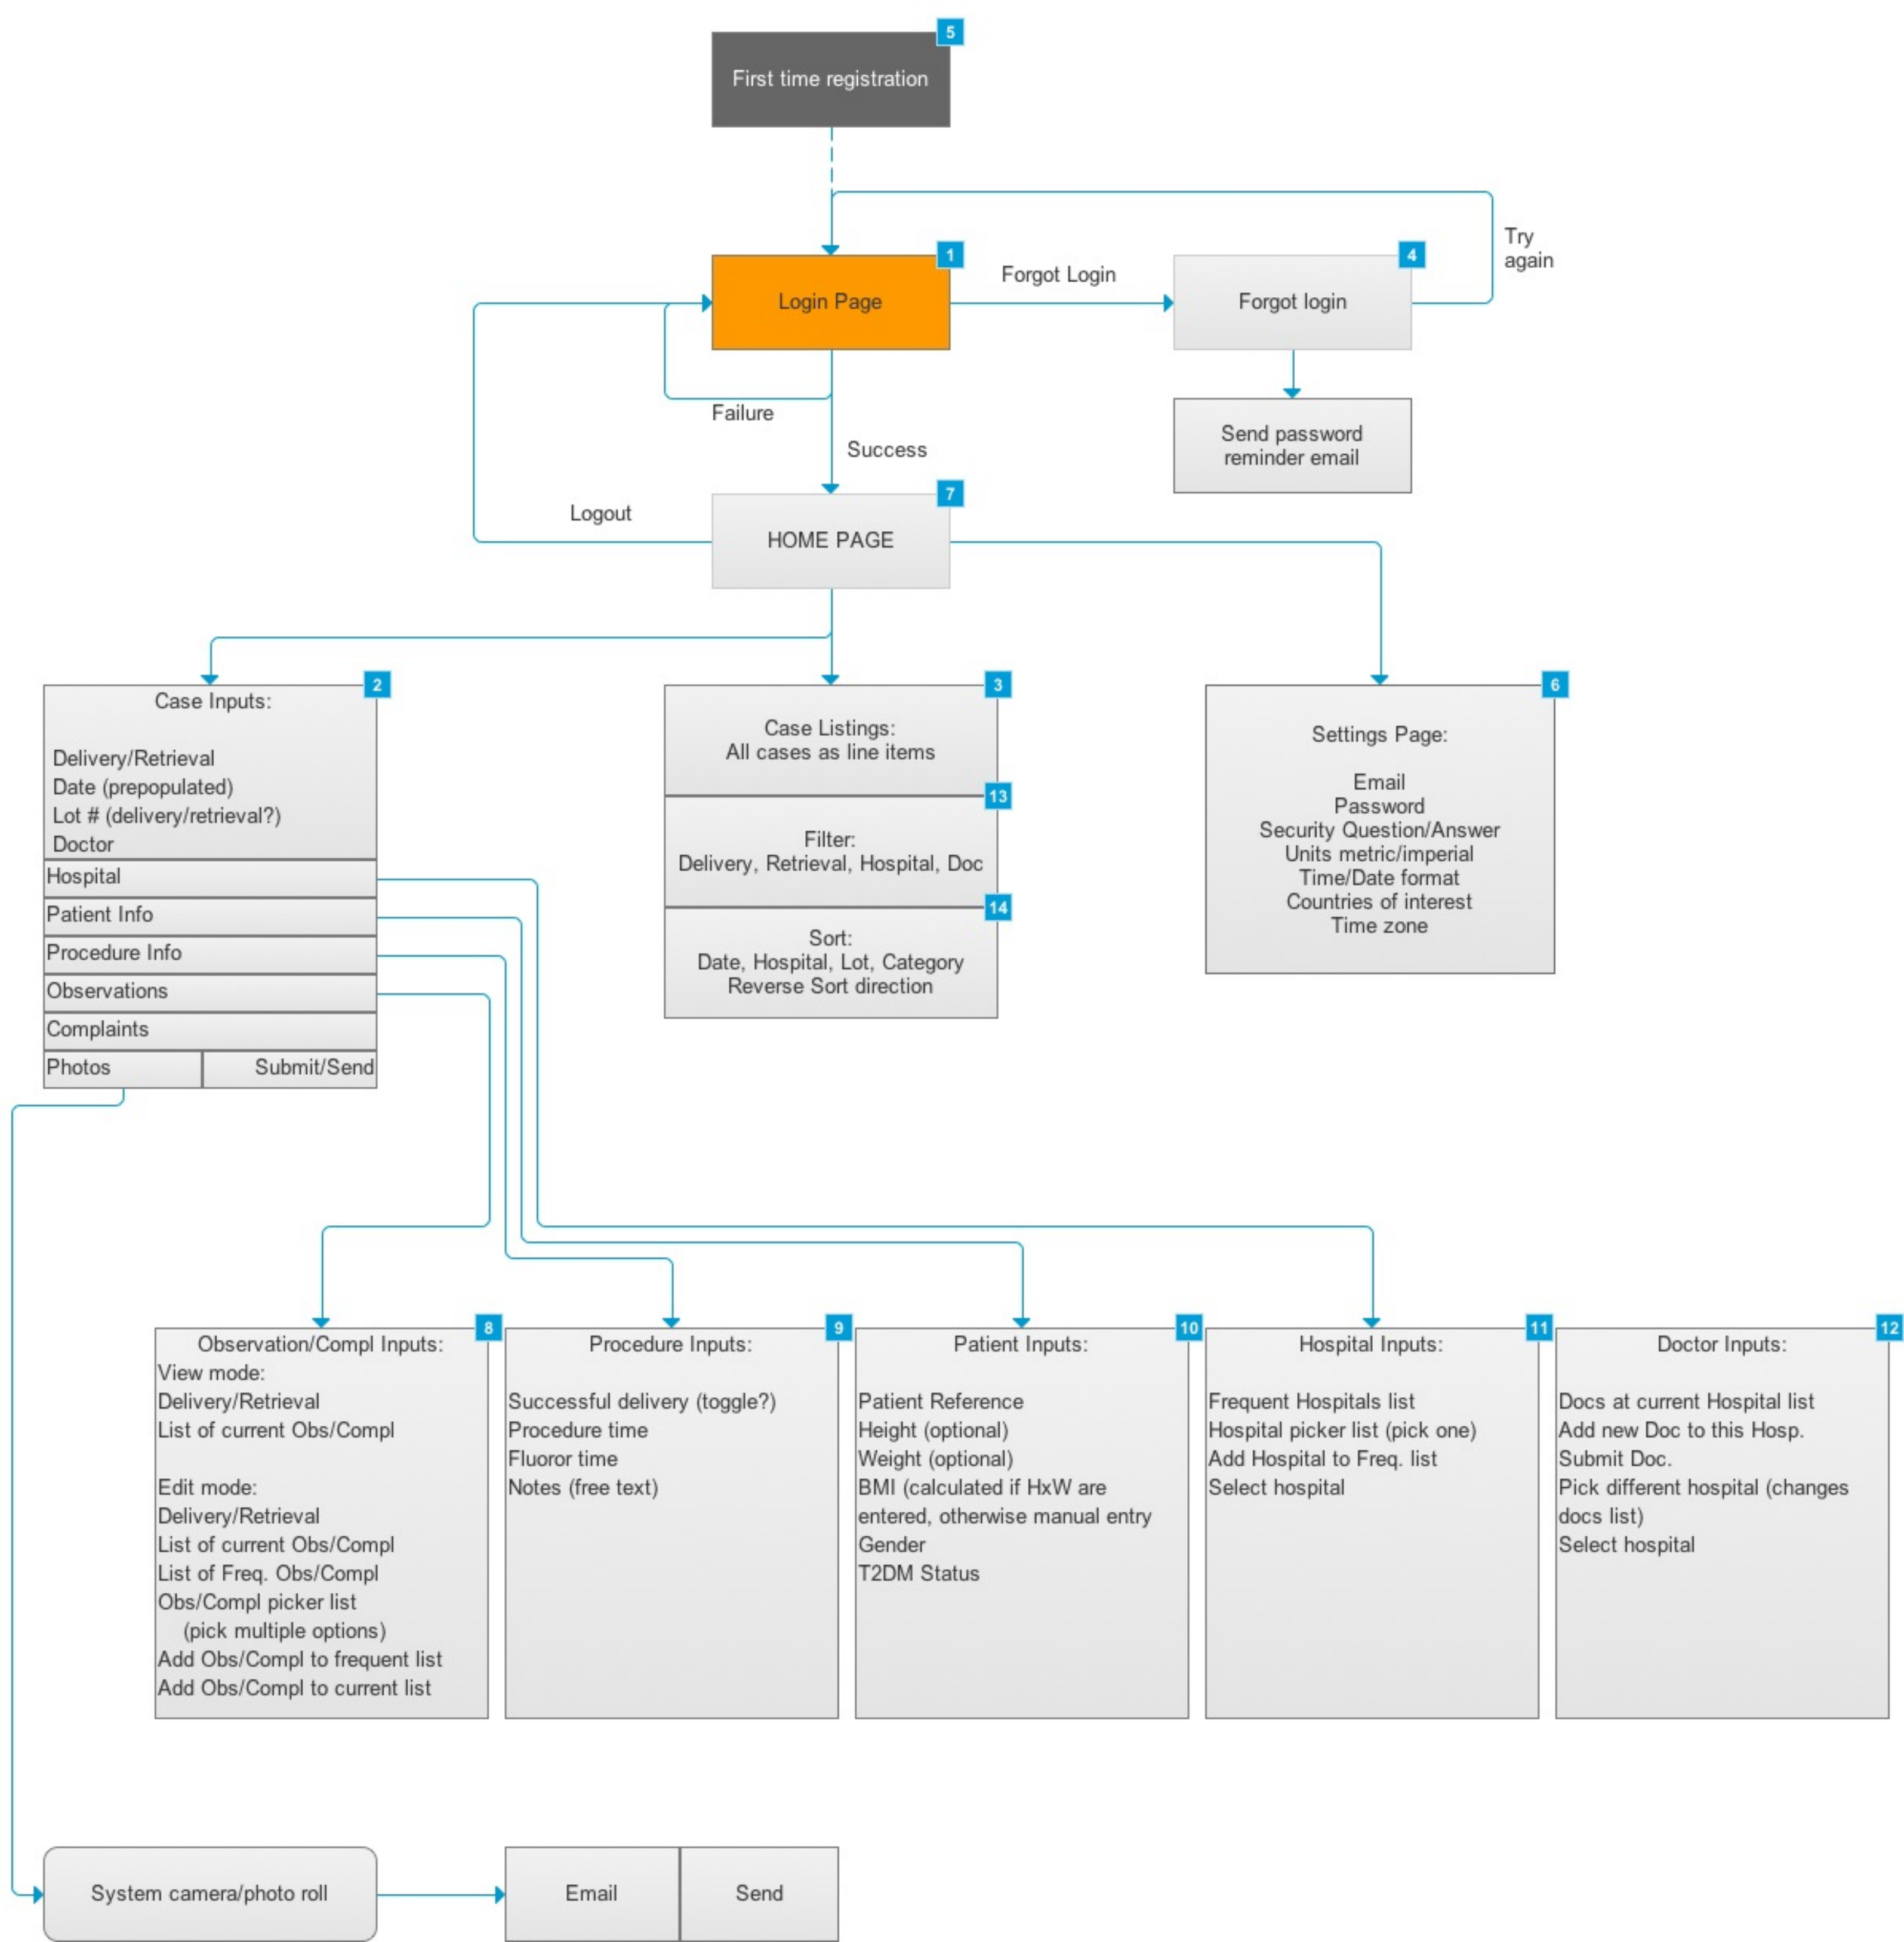 5
First time registration
Try
again
1
Login Page
Forgot Login
4
Forgot login
Failure
Send password
reminder email
Success
Logout
7
HOME PAGE
2
Case Inputs:
Delivery/Retrieval
Date (prepopulated)
Lot # (delivery/retrieval?)
Doctor
Hospital
Patient Info
Procedure Info
Observations
Complaints
Photos
Submit/Send
3
Case Listings:
All cases as line items
13
Filter:
Delivery, Retrieval, Hospital, Doc
14
Sort:
Date, Hospital, Lot, Category
Reverse Sort direction
6
Settings Page:
Email
Password
Security Question/Answer
Units metric/imperial
Time/Date format
Countries of interest
Time zone
8
Observation/Compl Inputs:
View mode:
Delivery/Retrieval
List of current Obs/Compl
Edit mode:
Delivery/Retrieval
List of current Obs/Compl
List of Freq. Obs/Compl
Obs/Compl picker list
(pick multiple options)
Add Obs/Compl to frequent list
Add Obs/Compl to current list
9
Procedure Inputs:
Successful delivery (toggle?)
Procedure time
Fluoror time
Notes (free text)
10
Patient Inputs:
Patient Reference
Height (optional)
Weight (optional)
BMI (calculated if HxW are
entered, otherwise manual entry
Gender
T2DM Status
11
Hospital Inputs:
Frequent Hospitals list
Hospital picker list (pick one)
Add Hospital to Freq. list
Select hospital
12
Doctor Inputs:
Docs at current Hospital list
Add new Doc to this Hosp.
Submit Doc.
Pick different hospital (changes
docs list)
Select hospital
System camera/photo roll
Email
Send